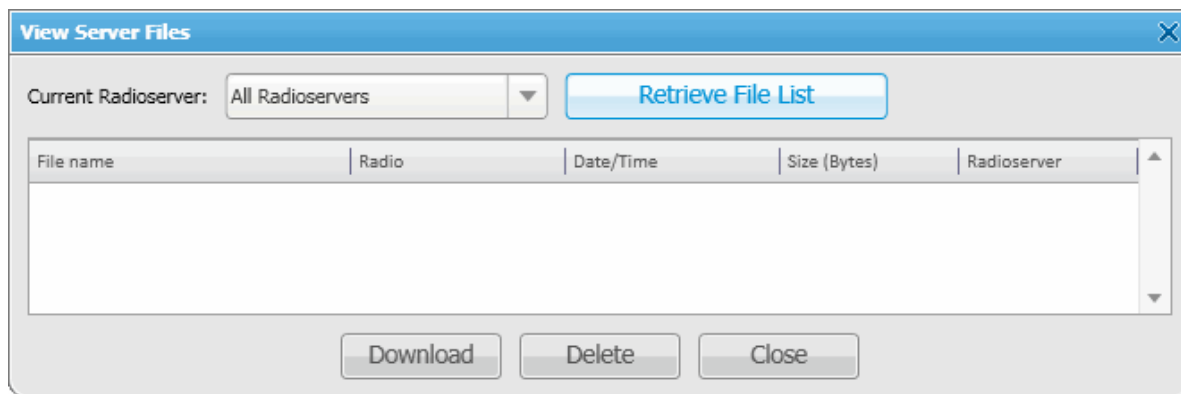 View Server Files
Current Radioserver: All Radioservers Retrieve File List
File name Radio Date/Time Size (Bytes) Radioserver
Download Delete Close